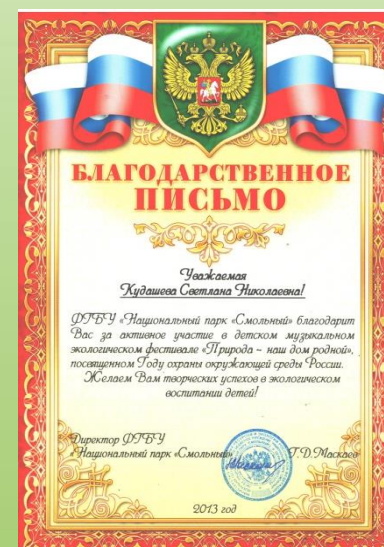 БЛАГОДАРСТВЕННОЕ
ПИСЬМО
Уважаемая
Кудашева Светлана Николаевна!
ФГБУ «Национальный парк «Смольный» благодарит
Вас за активное участие в детском музыкальном
экологическом фестивале «Природа – наш дом родной»,
посвященном Году охраны окружающей среды России.
Желаем Вам творческих успехов в экологическом
воспитании детей!
Директор ФГБУ
«Национальный парк «Смольный» Г.Д.Маскаев
2013 год